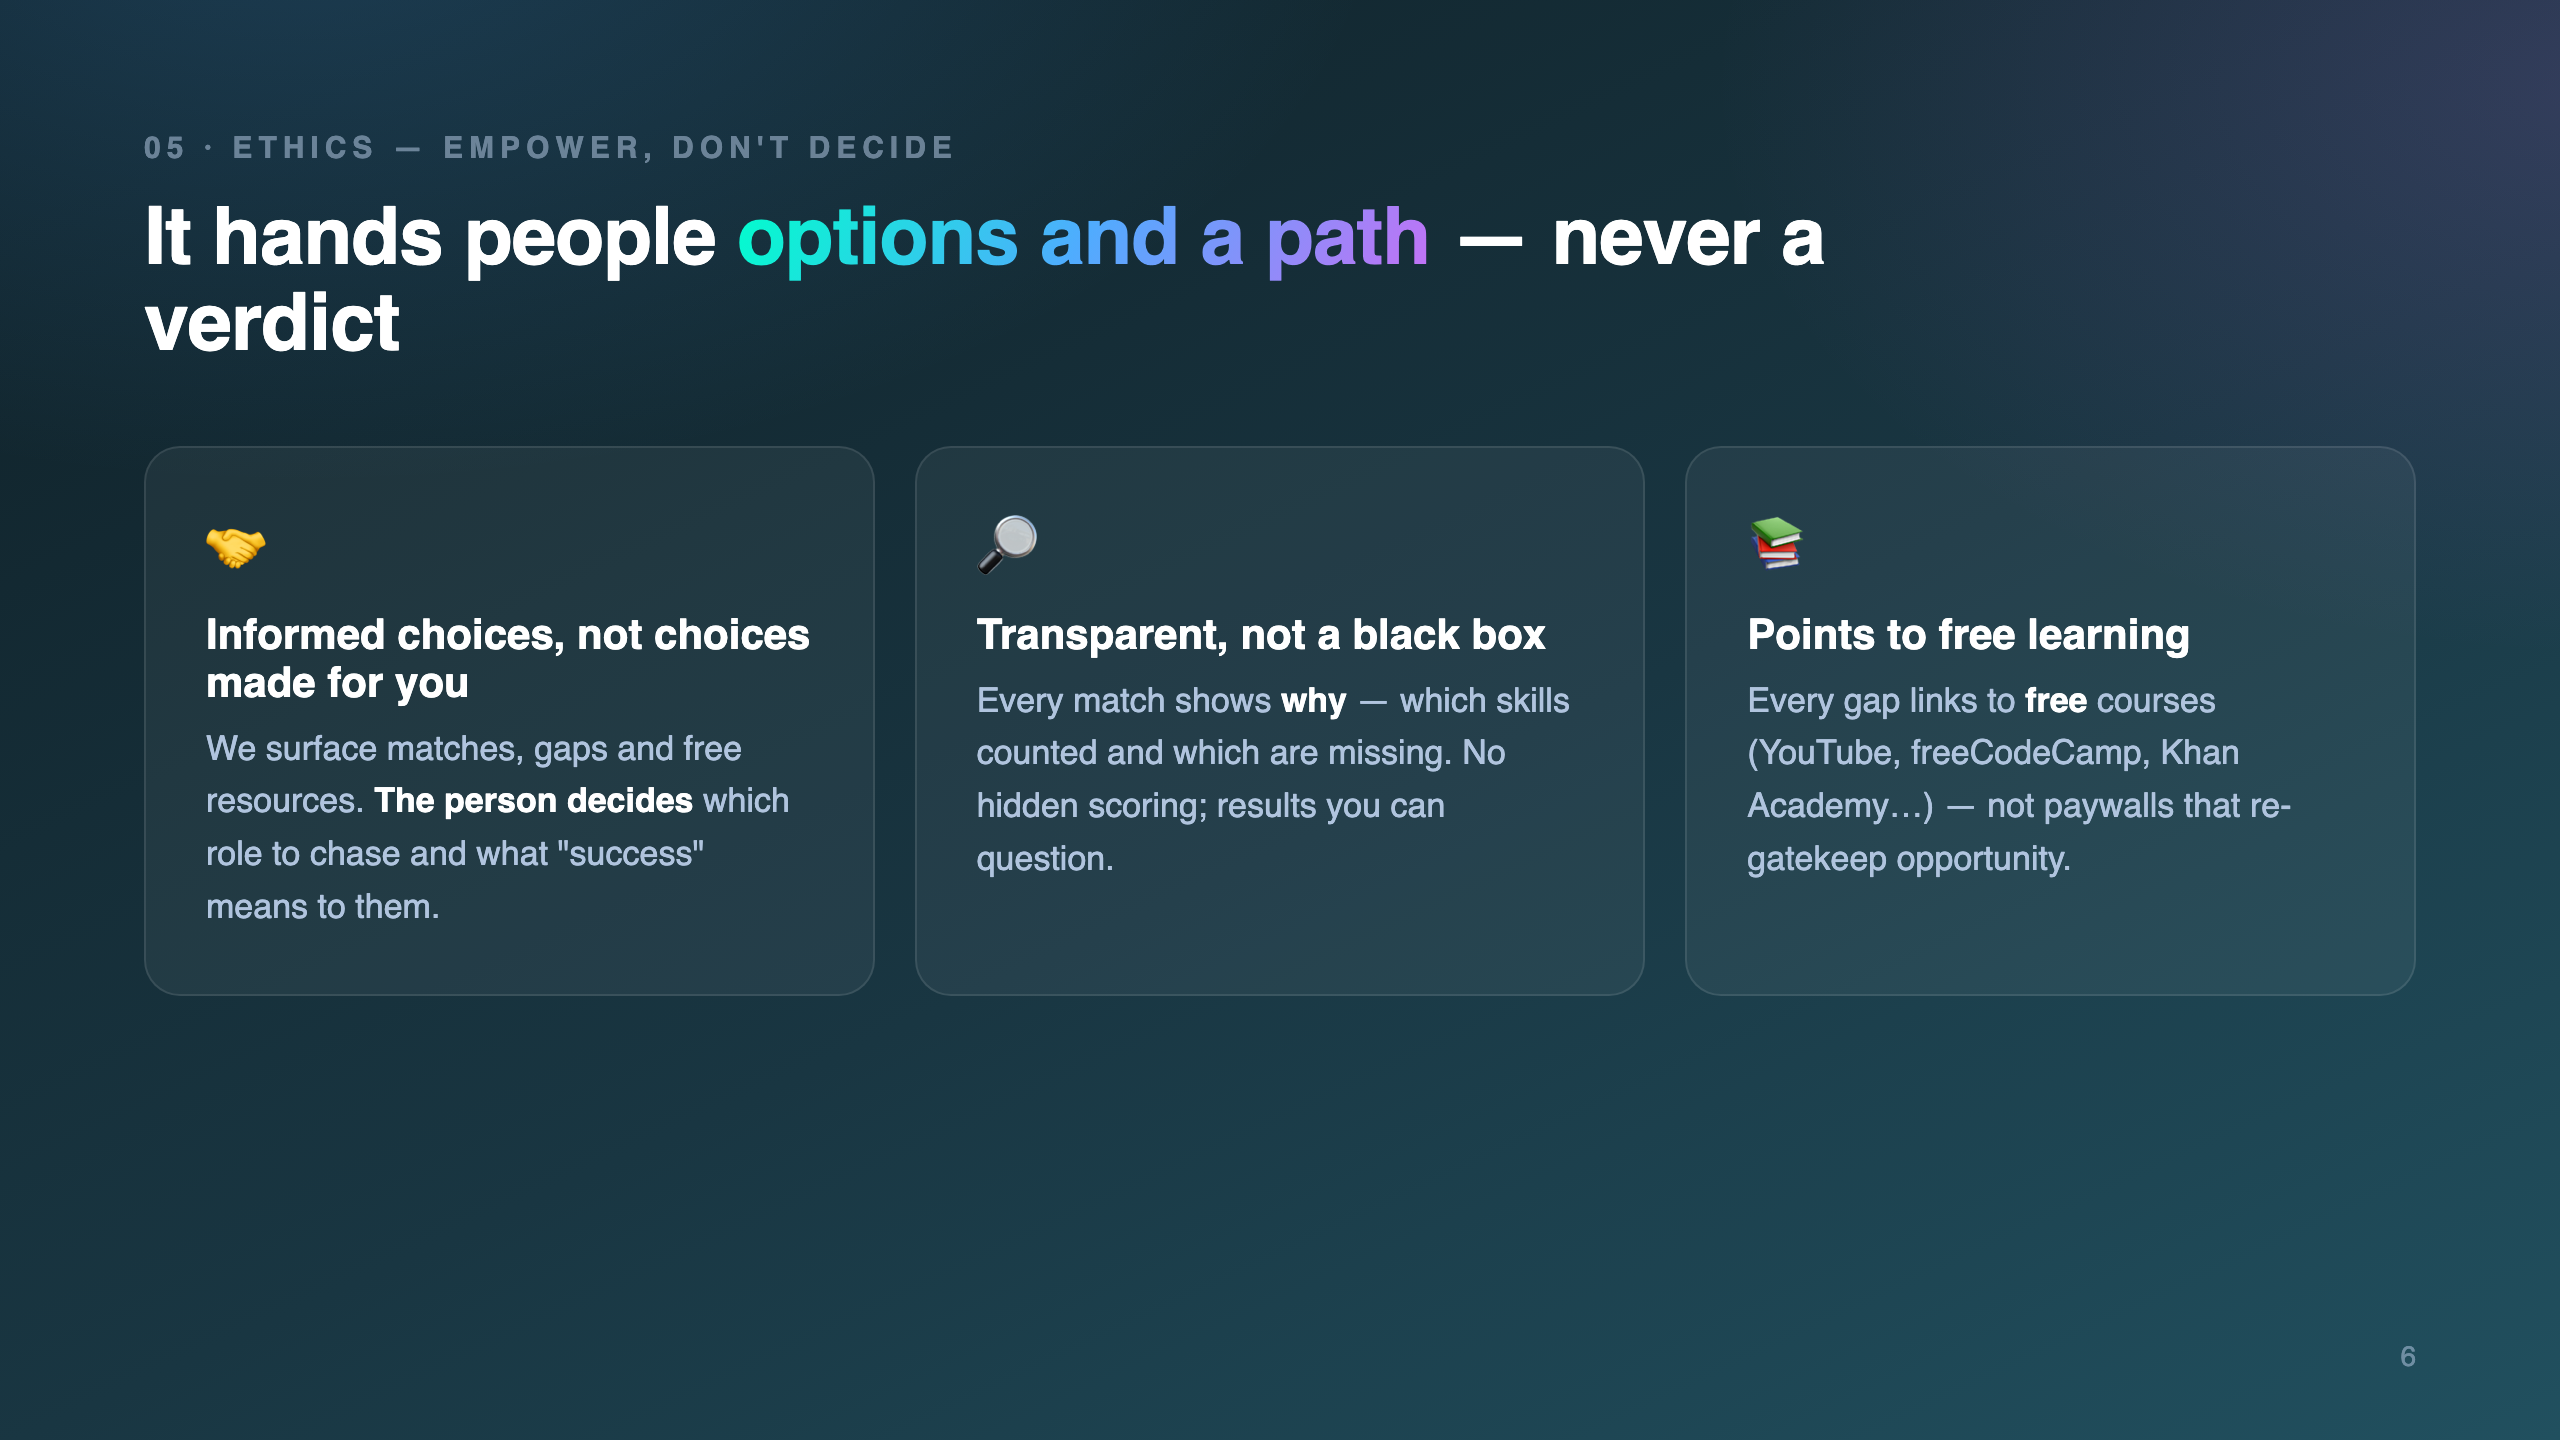 05 · ETHICS — EMPOWER, DON'T DECIDE
It hands people options and a path — never a
verdict
Informed choices, not choices
made for you
We surface matches, gaps and free
resources. The person decides which
role to chase and what "success"
means to them.
Transparent, not a black box
Every match shows why — which skills
counted and which are missing. No
hidden scoring; results you can
question.
Points to free learning
Every gap links to free courses
(YouTube, freeCodeCamp, Khan
Academy…) — not paywalls that re-
gatekeep opportunity.
6